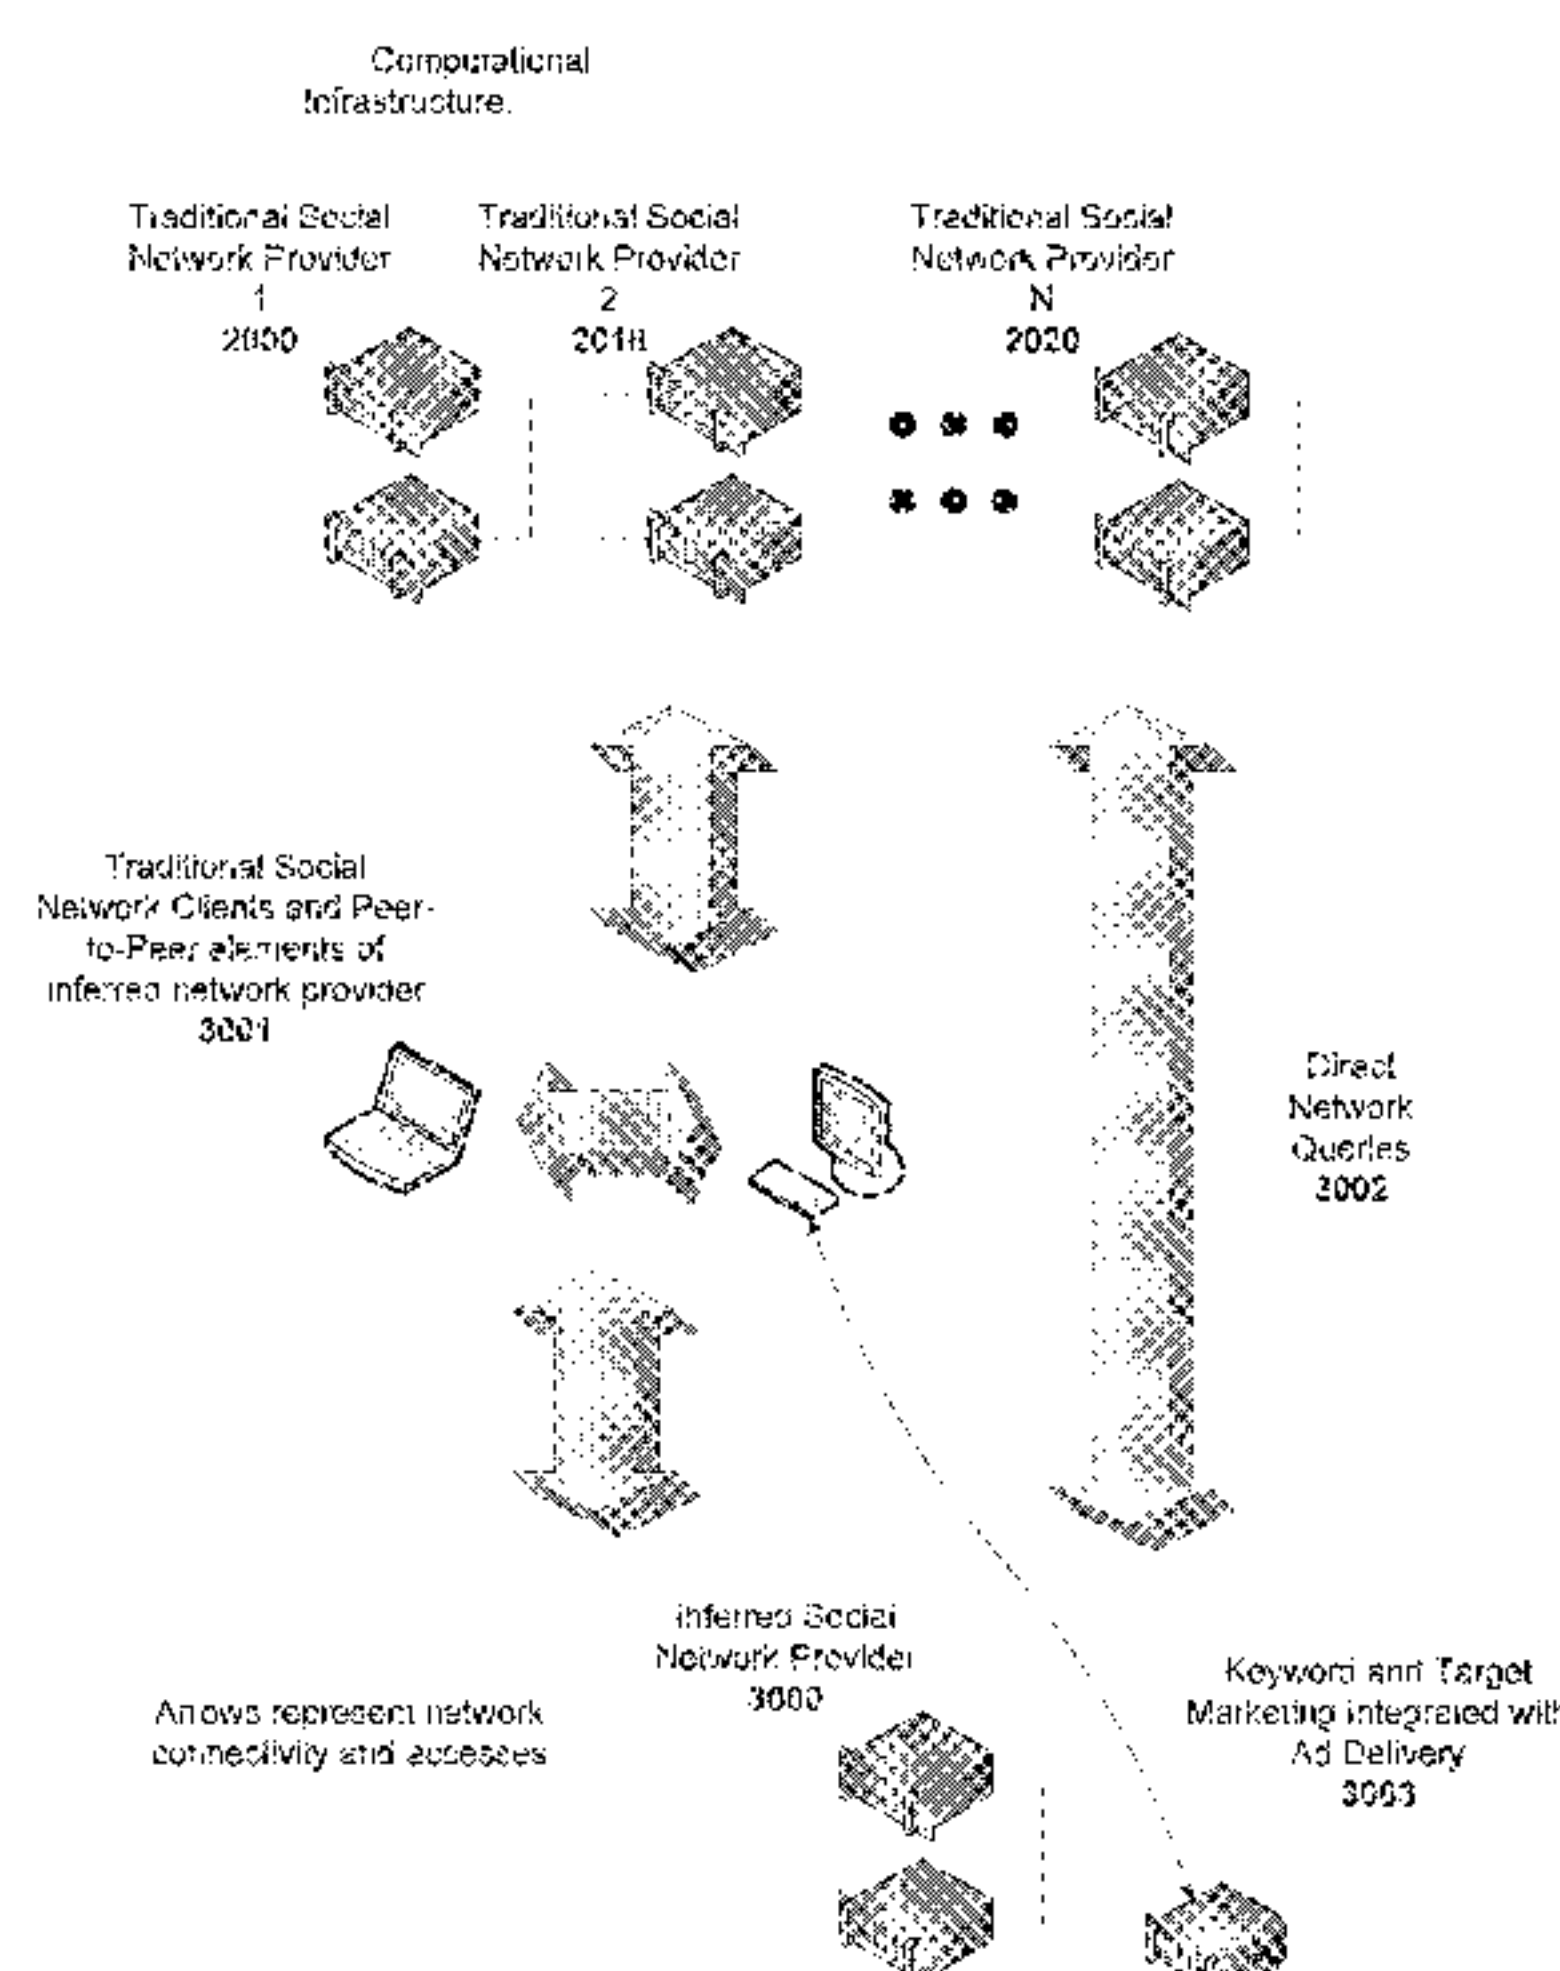 Computational
Infrastructure.
Traditional Social
Network Provider
1
2000
Traditional Social
Network Provider
2
2010
Traditional Social
Network Provider
N
2020
Traditional Social
Network Clients and Peer-
to-Peer elements of
inferred network provider
3001
Direct
Network
Queries
3002
Inferred Social
Network Provider
3000
Arrows represent network
connectivity and accesses
Keyword and Target
Marketing integrated with
Ad Delivery
3003